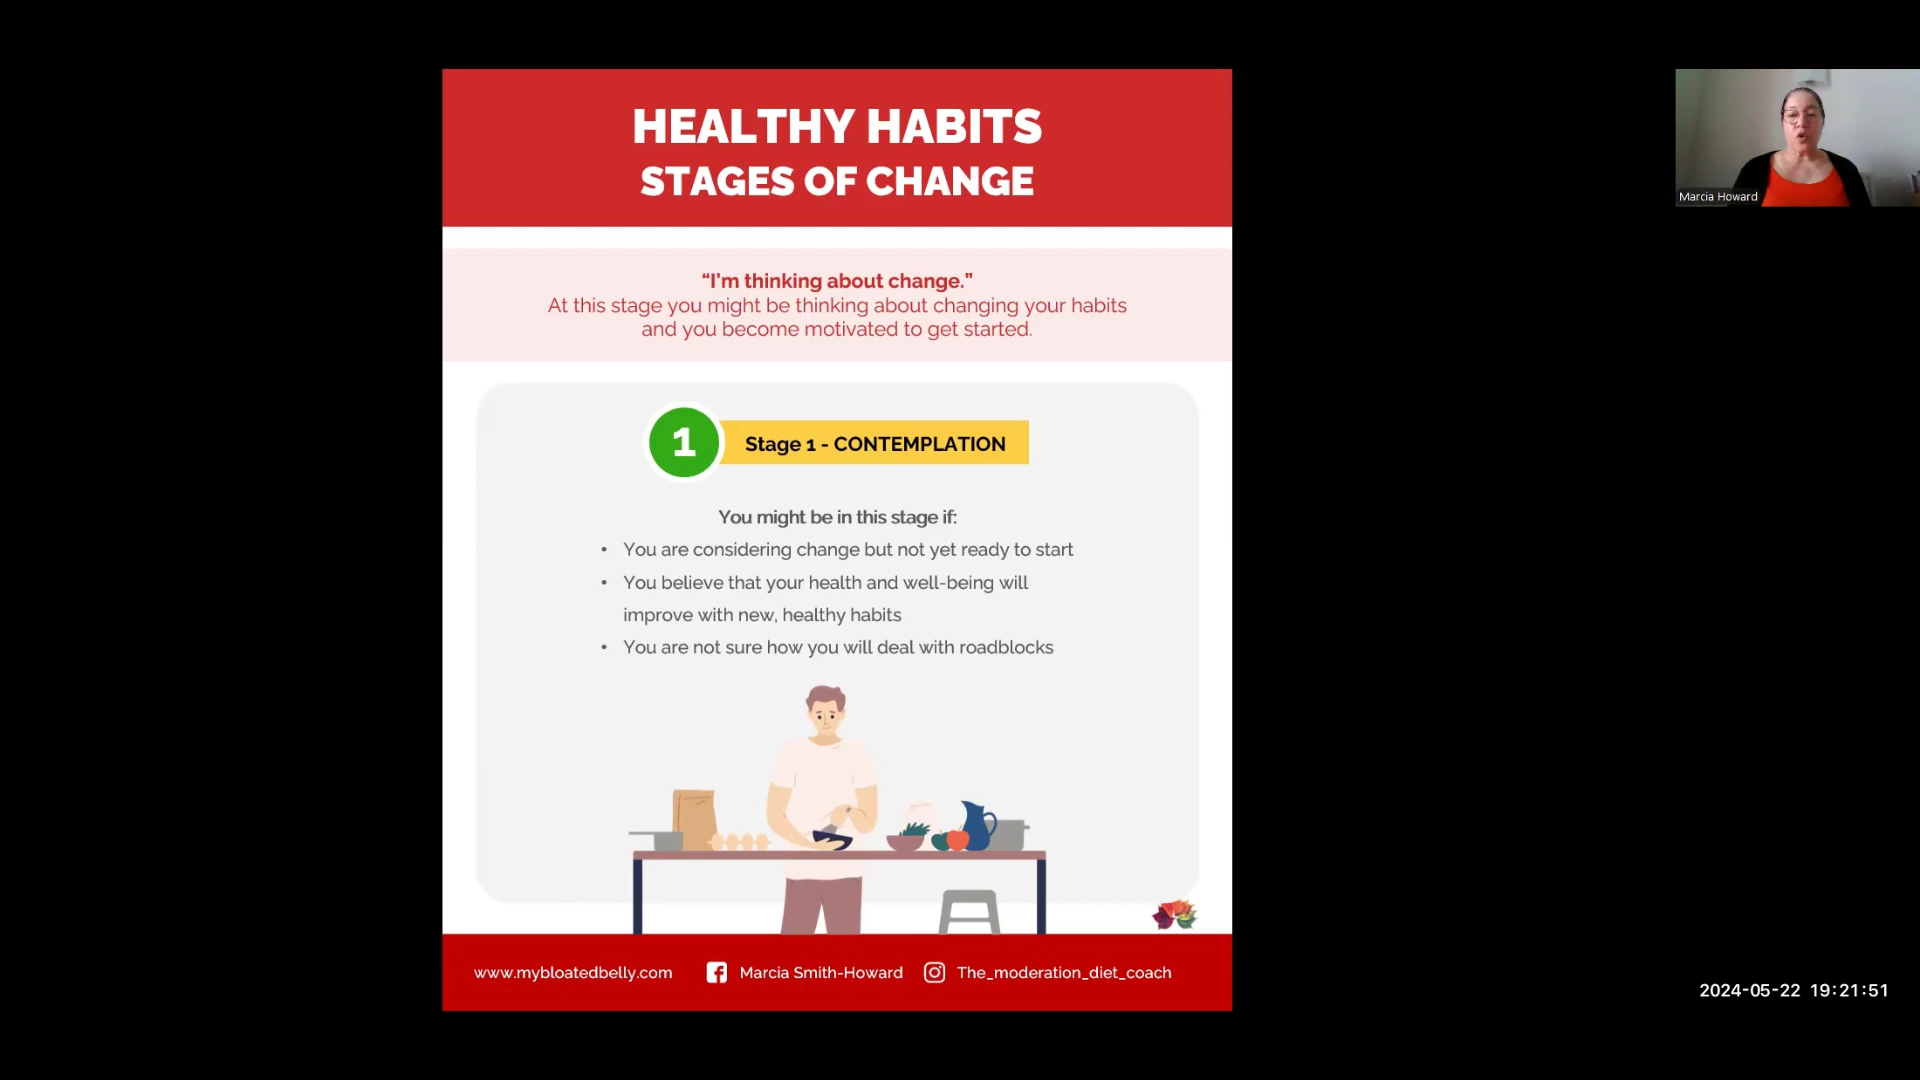 HEALTHY HABITS
STAGES OF CHANGE
“I’m thinking about change.”
At this stage you might be thinking about changing your habits
and you become motivated to get started.
1
Stage 1 - CONTEMPLATION
You might be in this stage if:
• You are considering change but not yet ready to start
• You believe that your health and well-being will
improve with new, healthy habits
• You are not sure how you will deal with roadblocks
www.mybloatedbelly.com
Marcia Smith-Howard
The_moderation_diet_coach
Marcia Howard
2024-05-22 19:21:51